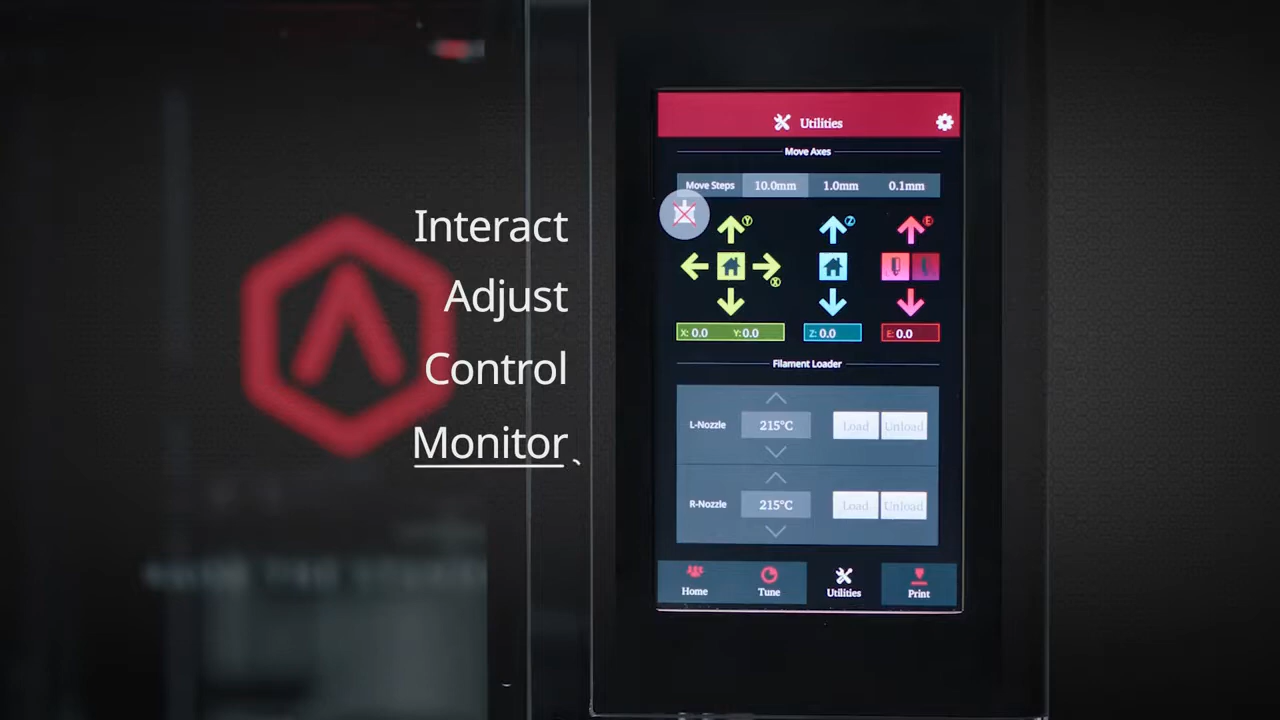 Interact
Adjust
Control
Monitor
Utilities
Move Axes
Move Steps 10.0mm 1.0mm 0.1mm
Y Z E
X
X: 0.0 Y: 0.0 Z: 0.0 E: 0.0
Filament Loader
L-Nozzle 215°C Load Unload
R-Nozzle 215°C Load Unload
Home Tune Utilities Print